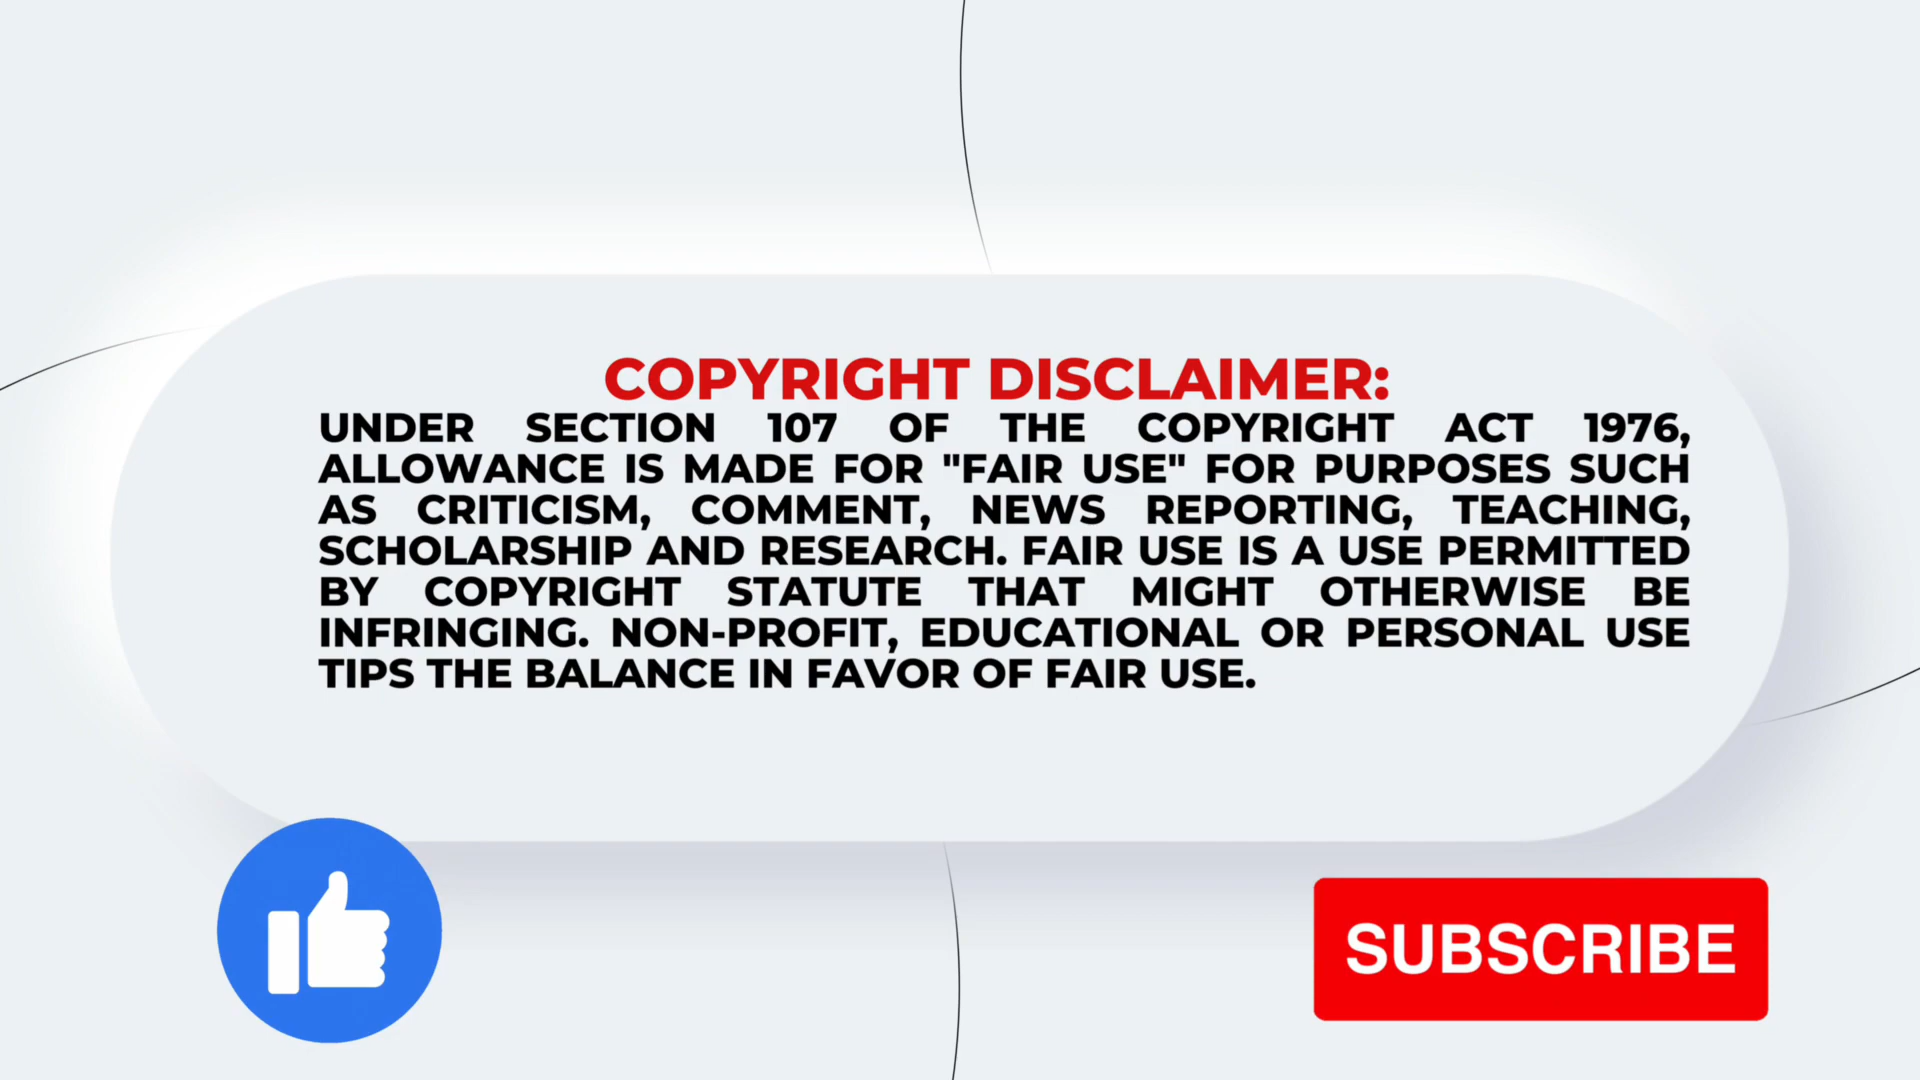 COPYRIGHT DISCLAIMER:
UNDER SECTION 107 OF THE COPYRIGHT ACT 1976,
ALLOWANCE IS MADE FOR "FAIR USE" FOR PURPOSES SUCH
AS CRITICISM, COMMENT, NEWS REPORTING, TEACHING,
SCHOLARSHIP AND RESEARCH. FAIR USE IS A USE PERMITTED
BY COPYRIGHT STATUTE THAT MIGHT OTHERWISE BE
INFRINGING. NON-PROFIT, EDUCATIONAL OR PERSONAL USE
TIPS THE BALANCE IN FAVOR OF FAIR USE.
SUBSCRIBE